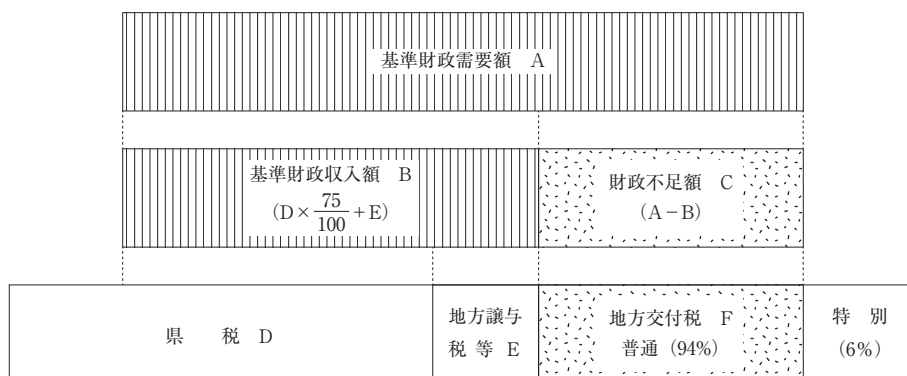 基準財政需要額 A
基準財政収入額 B
(D×75/100+E)
財政不足額 C
(A−B)
県 税 D
地方譲与
税 等 E
地方交付税 F
普通 (94%)
特 別
(6%)